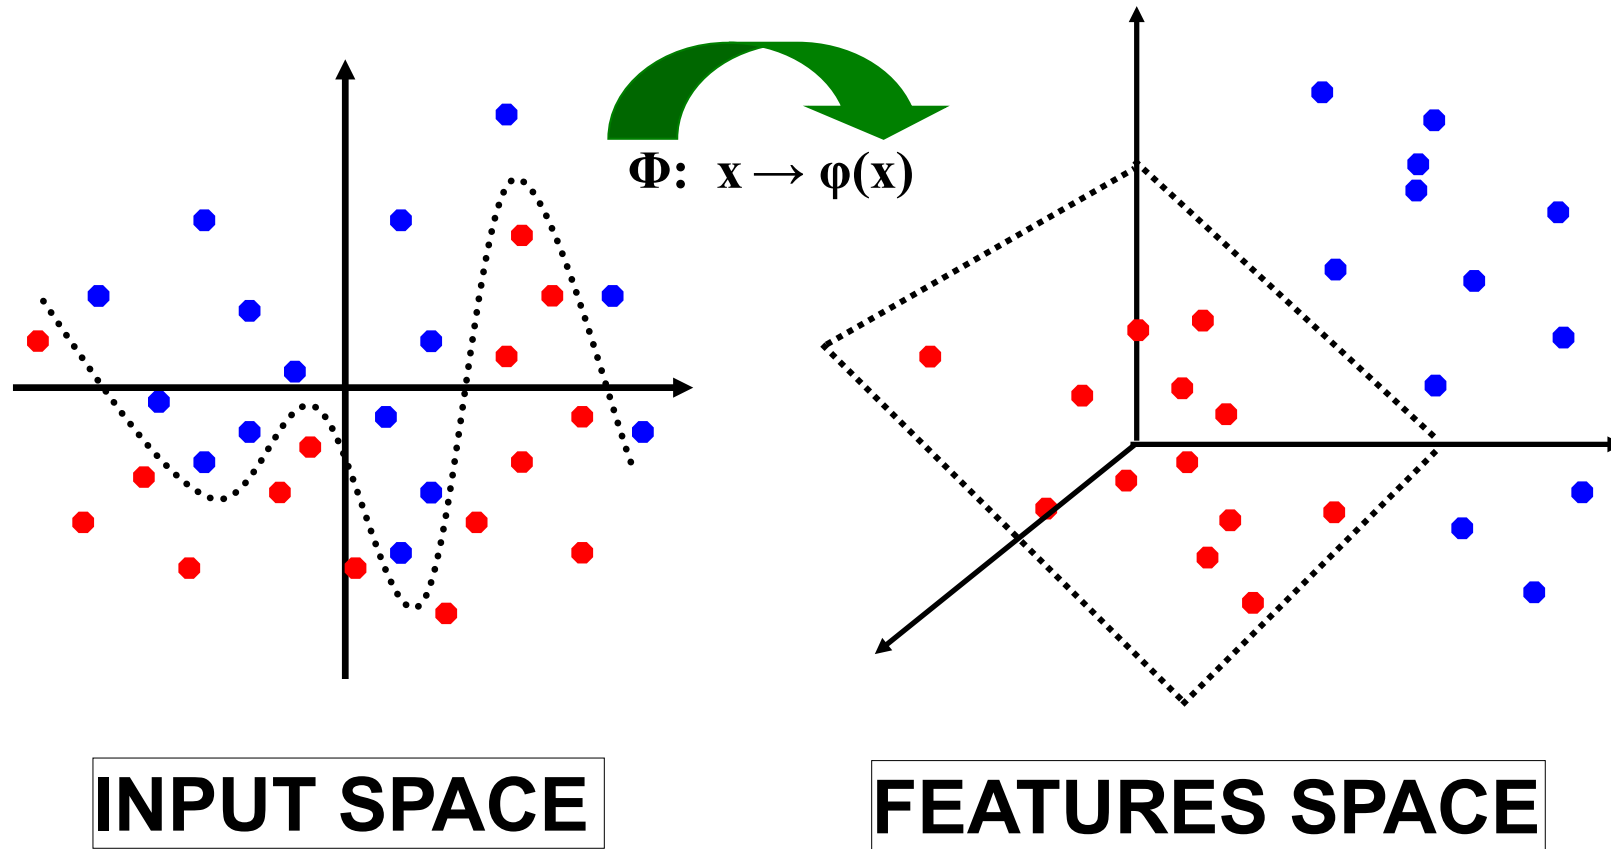 Φ: x → φ(x)
INPUT SPACE
FEATURES SPACE